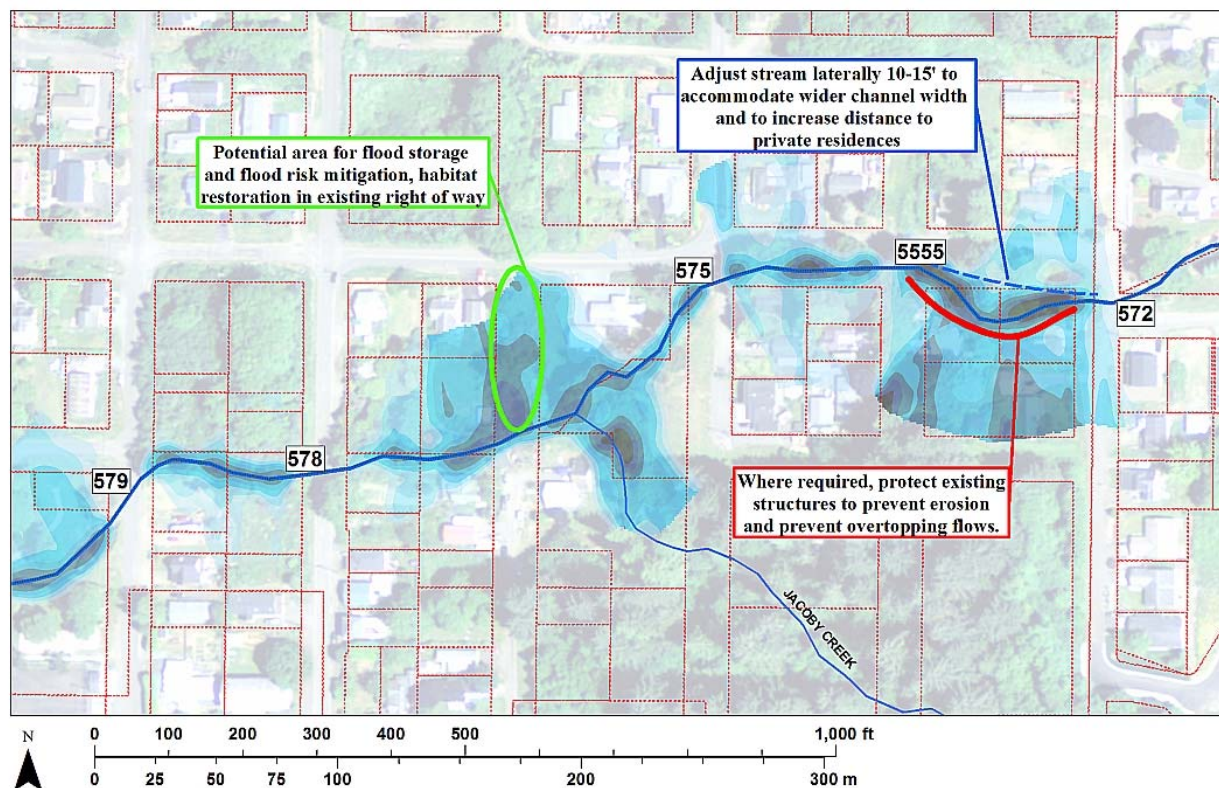 Adjust stream laterally 10-15' to
accommodate wider channel width
and to increase distance to
private residences
Potential area for flood storage
and flood risk mitigation, habitat
restoration in existing right of way
5555
575
572
578
579
Where required, protect existing
structures to prevent erosion
and prevent overtopping flows.
JACOBY CREEK
N
0 100 200 300 400 500 1,000 ft
0 25 50 75 100 200 300 m